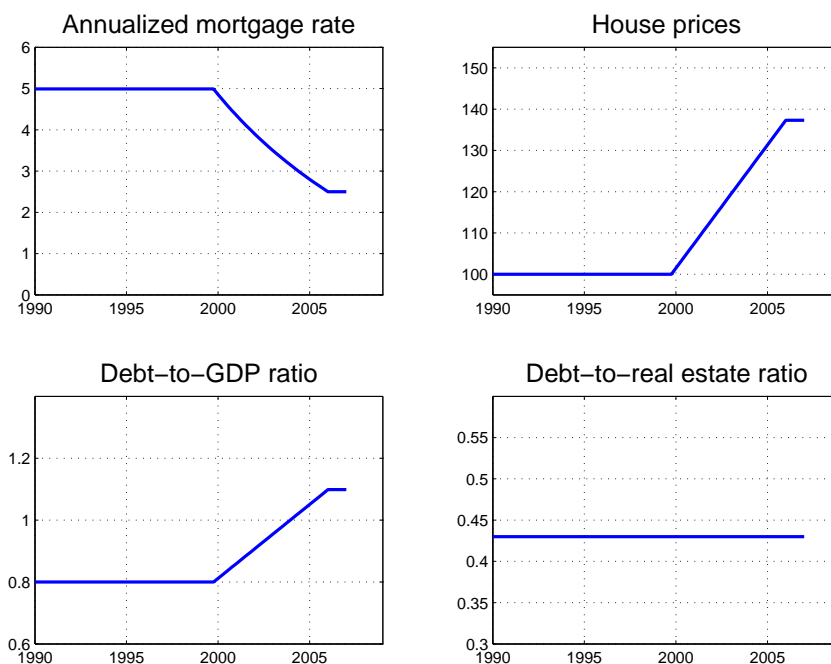 Annualized mortgage rate
6
5
4
3
2
1
0
1990 1995 2000 2005
House prices
150
140
130
120
110
100
1990 1995 2000 2005
Debt−to−GDP ratio
1.2
1
0.8
0.6
1990 1995 2000 2005
Debt−to−real estate ratio
0.55
0.5
0.45
0.4
0.35
0.3
1990 1995 2000 2005